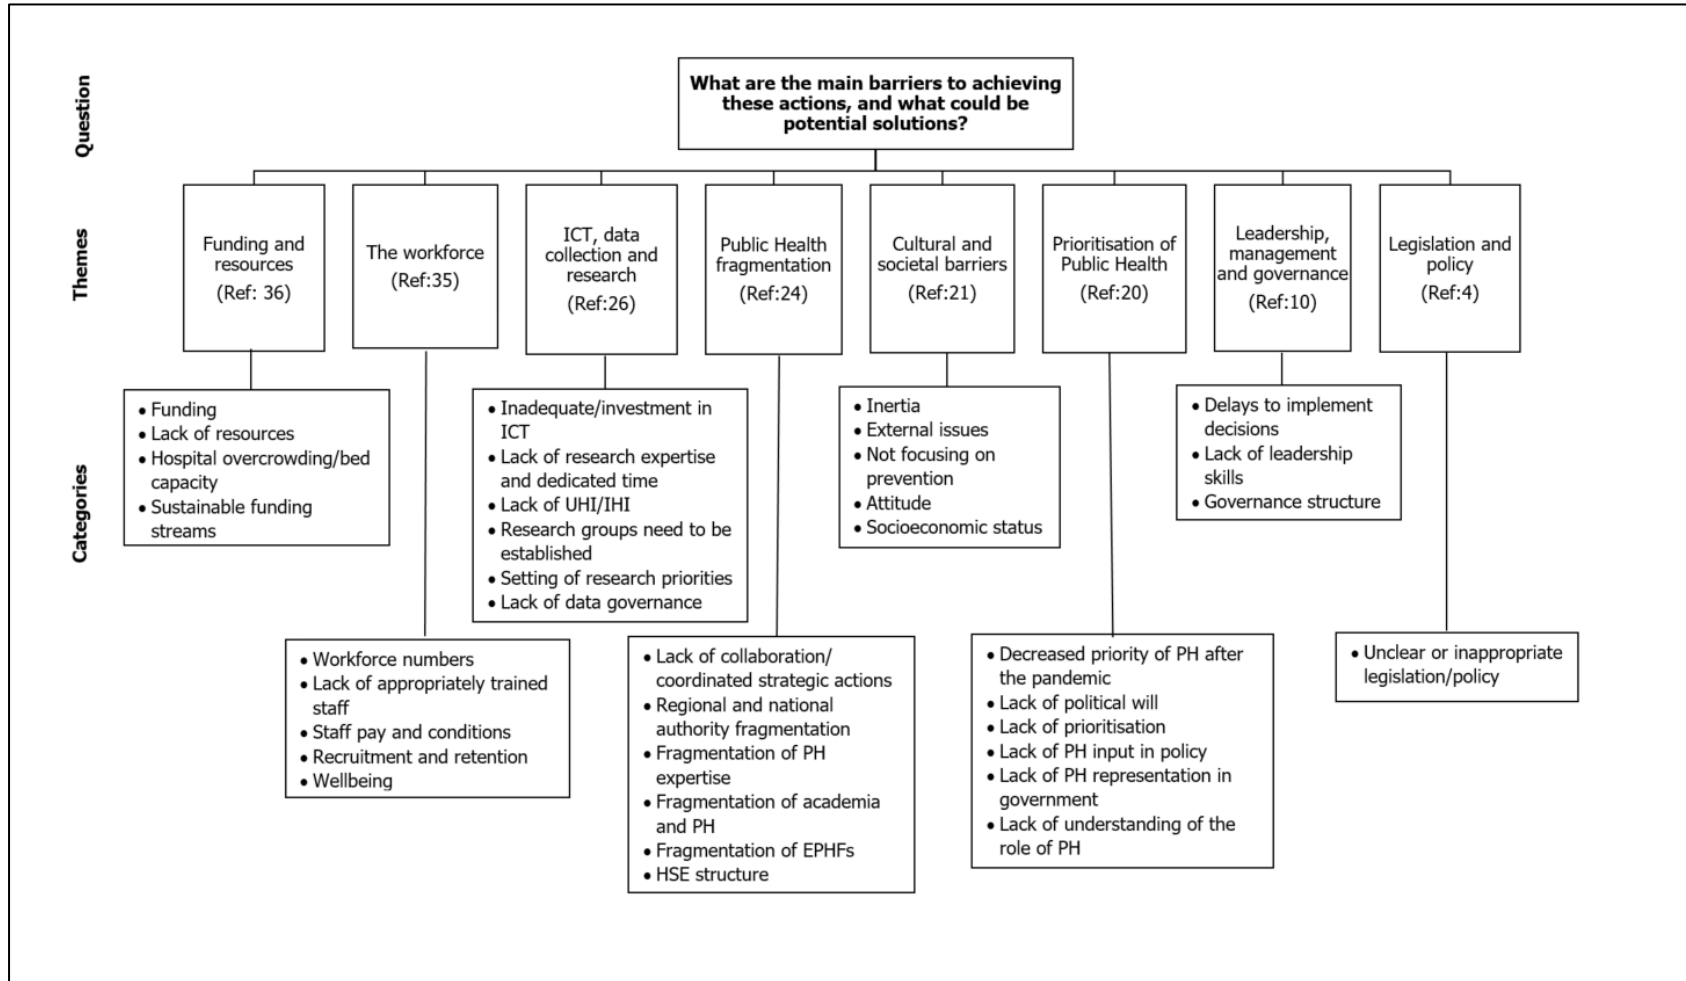 Question
What are the main barriers to achieving
these actions, and what could be
potential solutions?
Themes
Funding and
resources
(Ref: 36)
The workforce
(Ref:35)
ICT, data
collection and
research
(Ref:26)
Public Health
fragmentation
(Ref:24)
Cultural and
societal barriers
(Ref:21)
Prioritisation of
Public Health
(Ref:20)
Leadership,
management
and governance
(Ref:10)
Legislation and
policy
(Ref:4)
Categories
• Funding
• Lack of resources
• Hospital overcrowding/bed
capacity
• Sustainable funding
streams
• Workforce numbers
• Lack of appropriately trained
staff
• Staff pay and conditions
• Recruitment and retention
• Wellbeing
• Inadequate/investment in
ICT
• Lack of research expertise
and dedicated time
• Lack of UHI/IHI
• Research groups need to be
established
• Setting of research priorities
• Lack of data governance
• Lack of collaboration/
coordinated strategic actions
• Regional and national
authority fragmentation
• Fragmentation of PH
expertise
• Fragmentation of academia
and PH
• Fragmentation of EPHFs
• HSE structure
• Inertia
• External issues
• Not focusing on
prevention
• Attitude
• Socioeconomic status
• Decreased priority of PH after
the pandemic
• Lack of political will
• Lack of prioritisation
• Lack of PH input in policy
• Lack of PH representation in
government
• Lack of understanding of the
role of PH
• Delays to implement
decisions
• Lack of leadership
skills
• Governance structure
• Unclear or inappropriate
legislation/policy